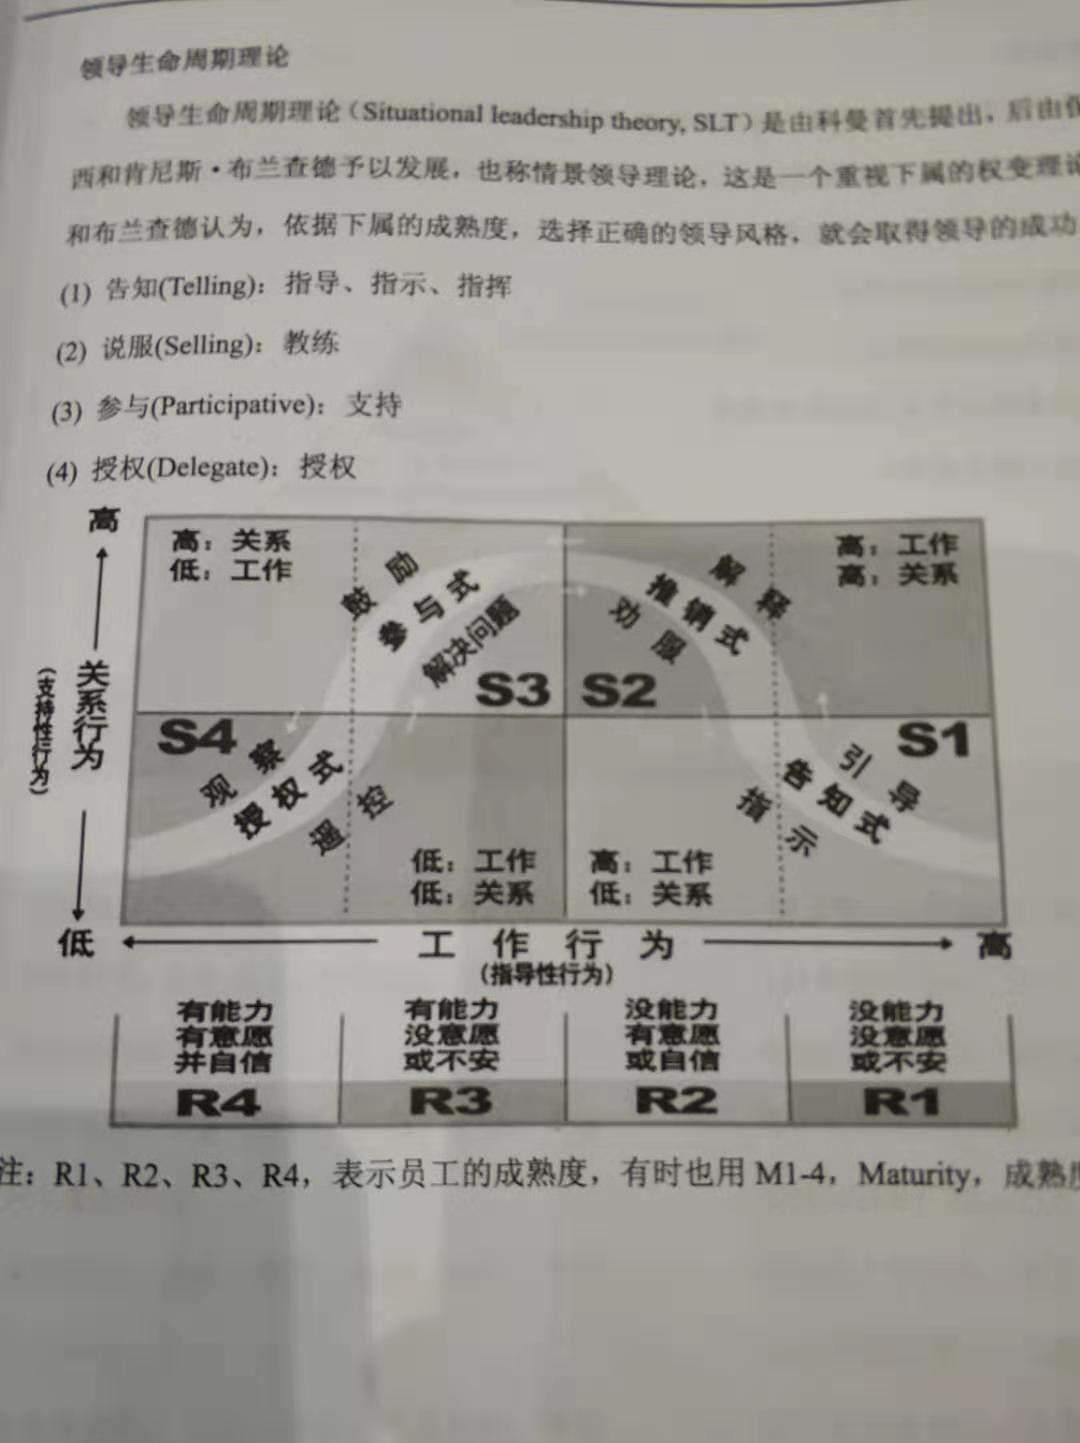 领导生命周期理论
领导生命周期理论（Situational leadership theory, SLT）是由科曼首先提出，后由
西和肯尼斯·布兰查德予以发展，也称情景领导理论，这是一个重视下属的权变理论
和布兰查德认为，依据下属的成熟度，选择正确的领导风格，就会取得领导的成功
(1) 告知(Telling)：指导、指示、指挥
(2) 说服(Selling)：教练
(3) 参与(Participative)：支持
(4) 授权(Delegate)：授权
高
关系行为
(支持性行为)
低
高：关系
低：工作
鼓励
参与式
解决问题
S3
S2
解释
推销式
劝服
高：工作
高：关系
S4
观察
授权式
遥控
低：工作
低：关系
高：工作
低：关系
S1
引导
告知式
指示
工作行为
(指导性行为)
高
有能力
有意愿
并自信
R4
有能力
没意愿
或不安
R3
没能力
有意愿
或自信
R2
没能力
没意愿
或不安
R1
注：R1、R2、R3、R4，表示员工的成熟度，有时也用 M1-4，Maturity，成熟度